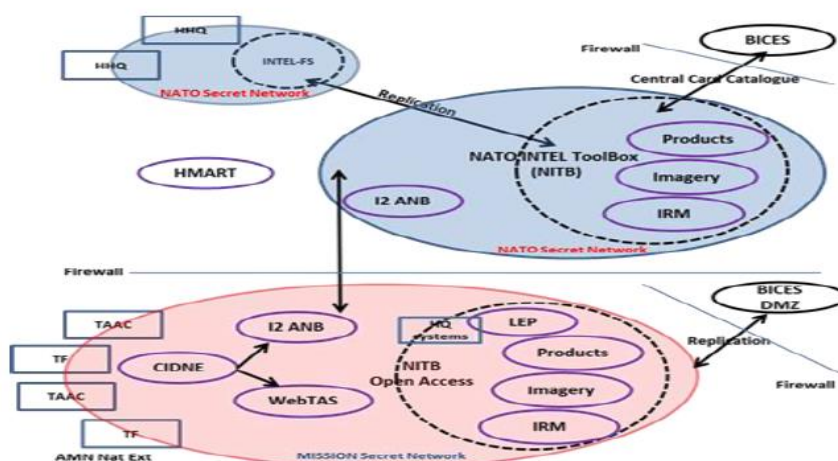 HHQ
BICES
Firewall
HHQ
INTEL-FS
Central Card Catalogue
NATO Secret Network
Replication
Products
NATO INTEL ToolBox
(NITB)
HMART
Imagery
I2 ANB
IRM
NATO Secret Network
Firewall
BICES
DMZ
TAAC
I2 ANB
HQ
systems
LEP
Replication
TF
CIDNE
NITB
Open Access
Products
Firewall
TAAC
WebTAS
Imagery
TF
IRM
AMN Nat Ext
MISSION Secret Network